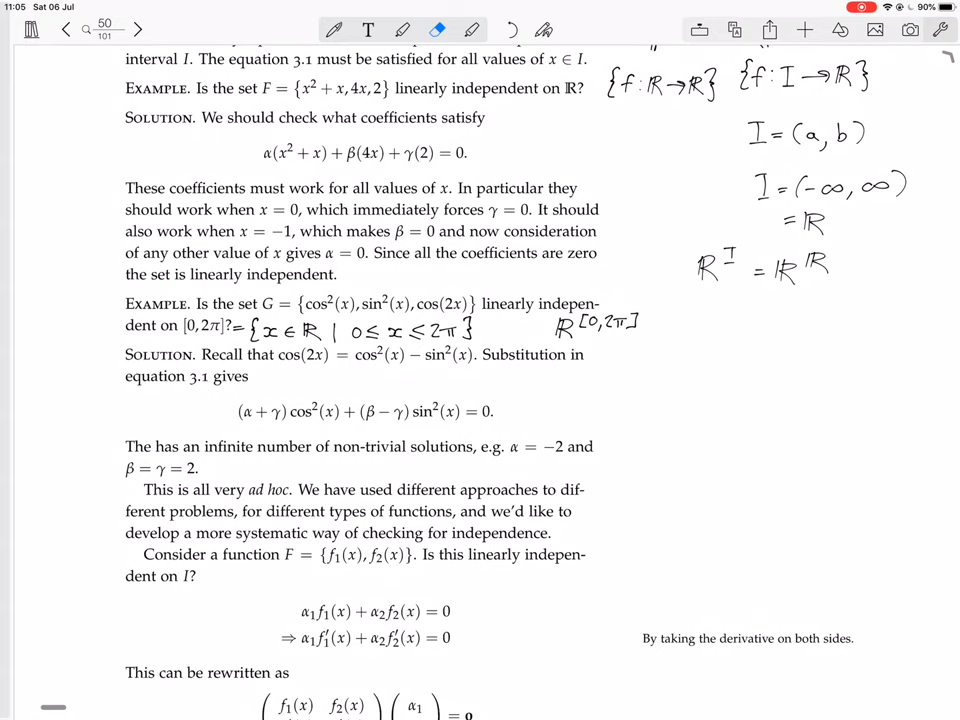 11:05 Sat 06 Jul
90%
50
101
T
interval I. The equation 3.1 must be satisfied for all values of x ∈ I.
EXAMPLE. Is the set F = {x² + x, 4x, 2} linearly independent on ℝ?
{f : ℝ → ℝ} {f : I → ℝ}
SOLUTION. We should check what coefficients satisfy
I = (a, b)
α(x² + x) + β(4x) + γ(2) = 0.
These coefficients must work for all values of x. In particular they
I = (-∞, ∞)
should work when x = 0, which immediately forces γ = 0. It should
= ℝ
also work when x = −1, which makes β = 0 and now consideration
of any other value of x gives α = 0. Since all the coefficients are zero
ℝ^I = ℝ^ℝ
the set is linearly independent.
EXAMPLE. Is the set G = {cos²(x), sin²(x), cos(2x)} linearly indepen-
dent on [0, 2π]? = {x ∈ ℝ | 0 ≤ x ≤ 2π} ℝ^[0, 2π]
SOLUTION. Recall that cos(2x) = cos²(x) − sin²(x). Substitution in
equation 3.1 gives
(α + γ) cos²(x) + (β − γ) sin²(x) = 0.
The has an infinite number of non-trivial solutions, e.g. α = −2 and
β = γ = 2.
This is all very ad hoc. We have used different approaches to dif-
ferent problems, for different types of functions, and we'd like to
develop a more systematic way of checking for independence.
Consider a function F = {f₁(x), f₂(x)}. Is this linearly indepen-
dent on I?
α₁f₁(x) + α₂f₂(x) = 0
⇒ α₁f₁′(x) + α₂f₂′(x) = 0
By taking the derivative on both sides.
This can be rewritten as
( f₁(x) f₂(x) ) ( α₁ ) = 0